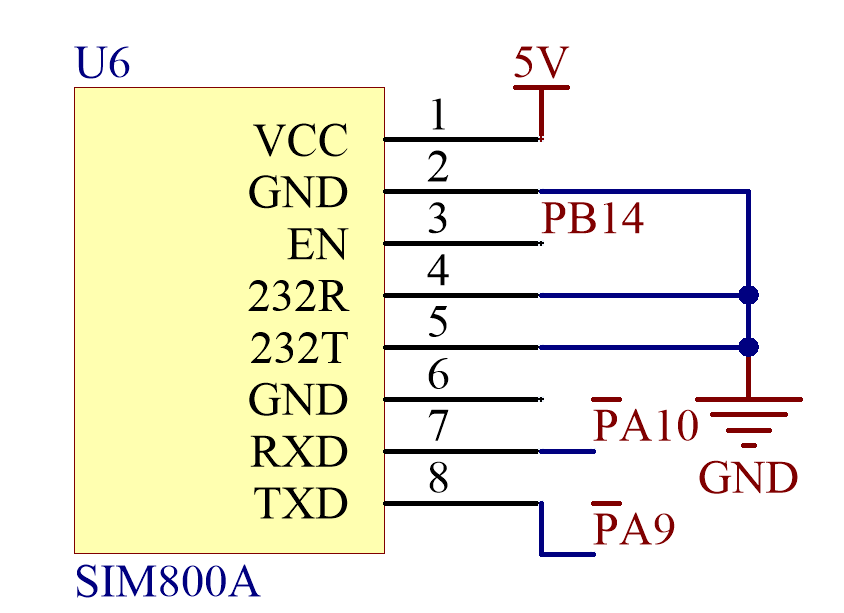 U6
5V
VCC 1
GND 2
PB14
EN 3
232R 4
232T 5
GND 6
PA10
RXD 7
GND
TXD 8
PA9
SIM800A